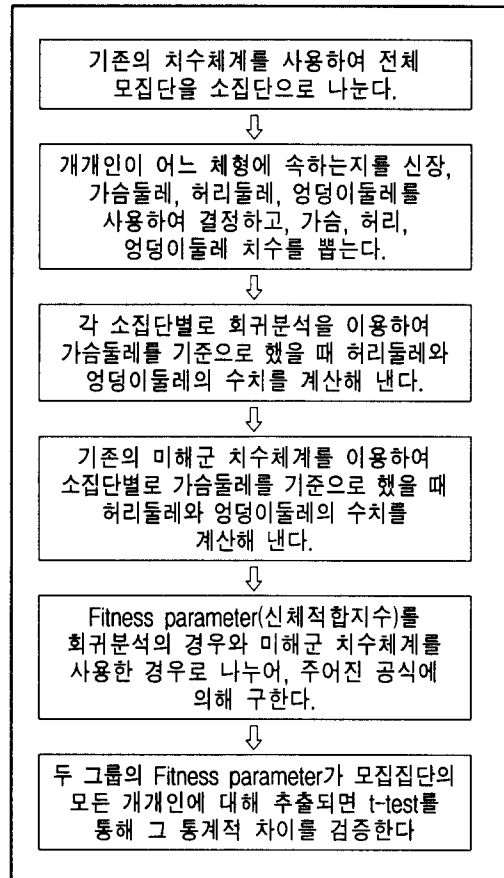 기존의 치수체계를 사용하여 전체
모집단을 소집단으로 나눈다.
개개인이 어느 체형에 속하는지를 신장,
가슴둘레, 허리둘레, 엉덩이둘레를
사용하여 결정하고, 가슴, 허리,
엉덩이둘레 치수를 뽑는다.
각 소집단별로 회귀분석을 이용하여
가슴둘레를 기준으로 했을 때 허리둘레와
엉덩이둘레의 수치를 계산해 낸다.
기존의 미해군 치수체계를 이용하여
소집단별로 가슴둘레를 기준으로 했을 때
허리둘레와 엉덩이둘레의 수치를
계산해 낸다.
Fitness parameter(신체적합지수)를
회귀분석의 경우와 미해군 치수체계를
사용한 경우로 나누어, 주어진 공식에
의해 구한다.
두 그룹의 Fitness parameter가 모집집단의
모든 개개인에 대해 추출되면 t-test를
통해 그 통계적 차이를 검증한다